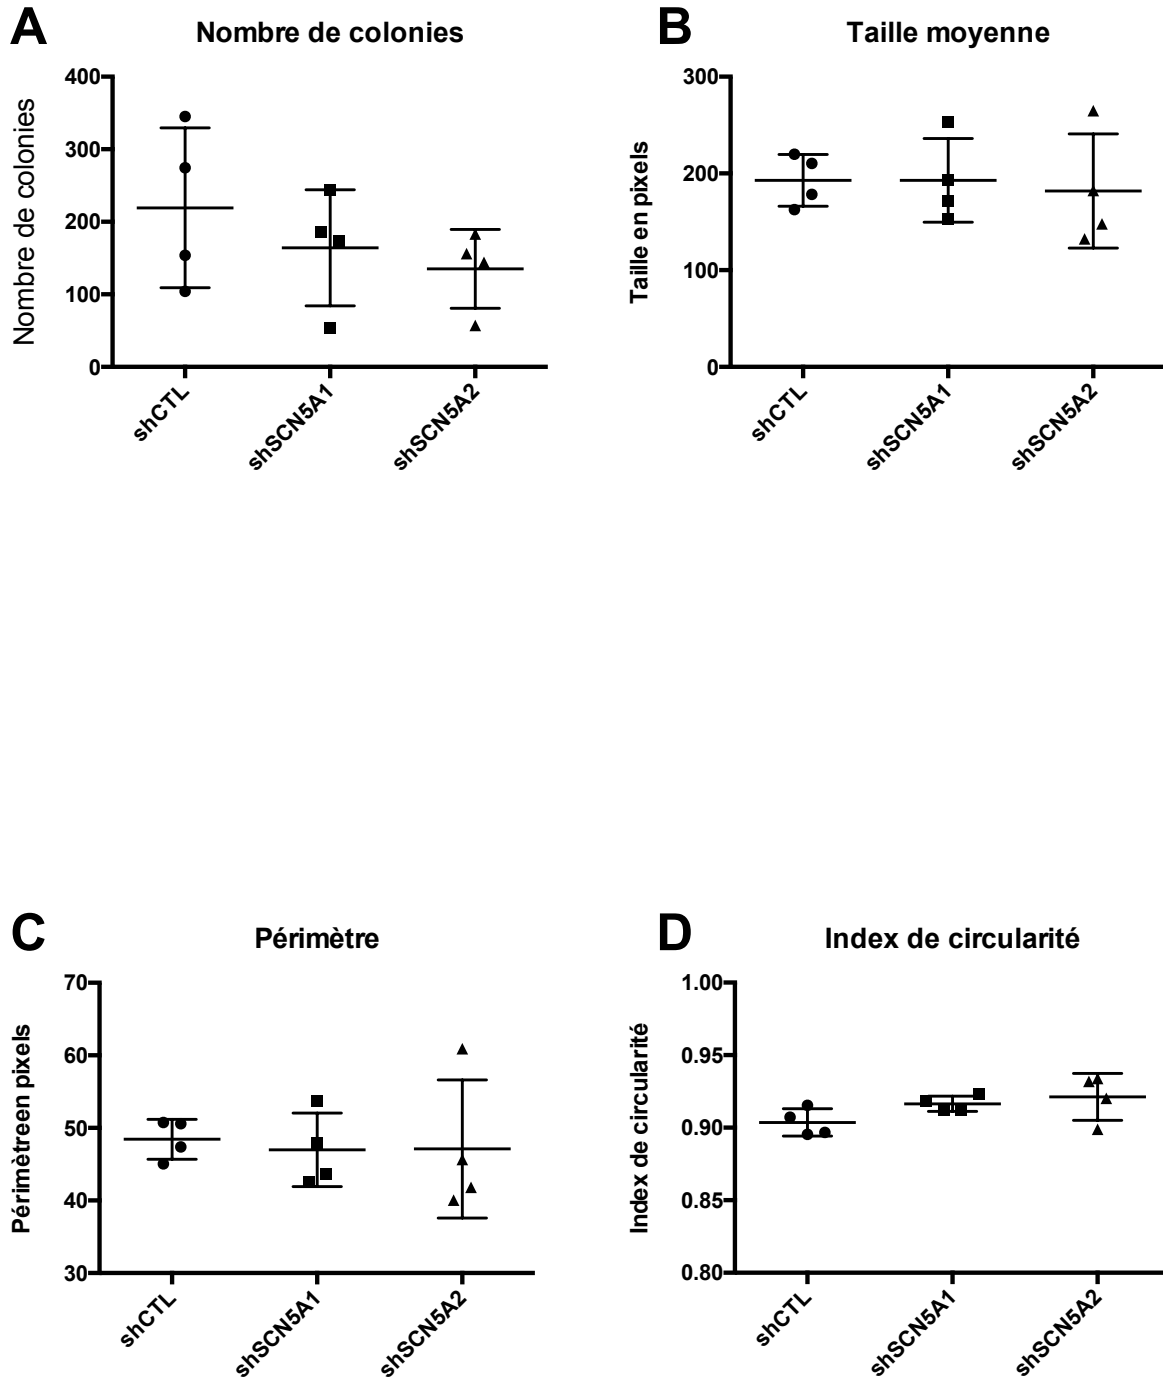 A
Nombre de colonies
Nombre de colonies
400
300
200
100
0
shCTL
shSCN5A1
shSCN5A2
B
Taille moyenne
Taille en pixels
300
200
100
0
shCTL
shSCN5A1
shSCN5A2
C
Périmètre
Périmètreen pixels
70
60
50
40
30
shCTL
shSCN5A1
shSCN5A2
D
Index de circularité
Index de circularité
1.00
0.95
0.90
0.85
0.80
shCTL
shSCN5A1
shSCN5A2